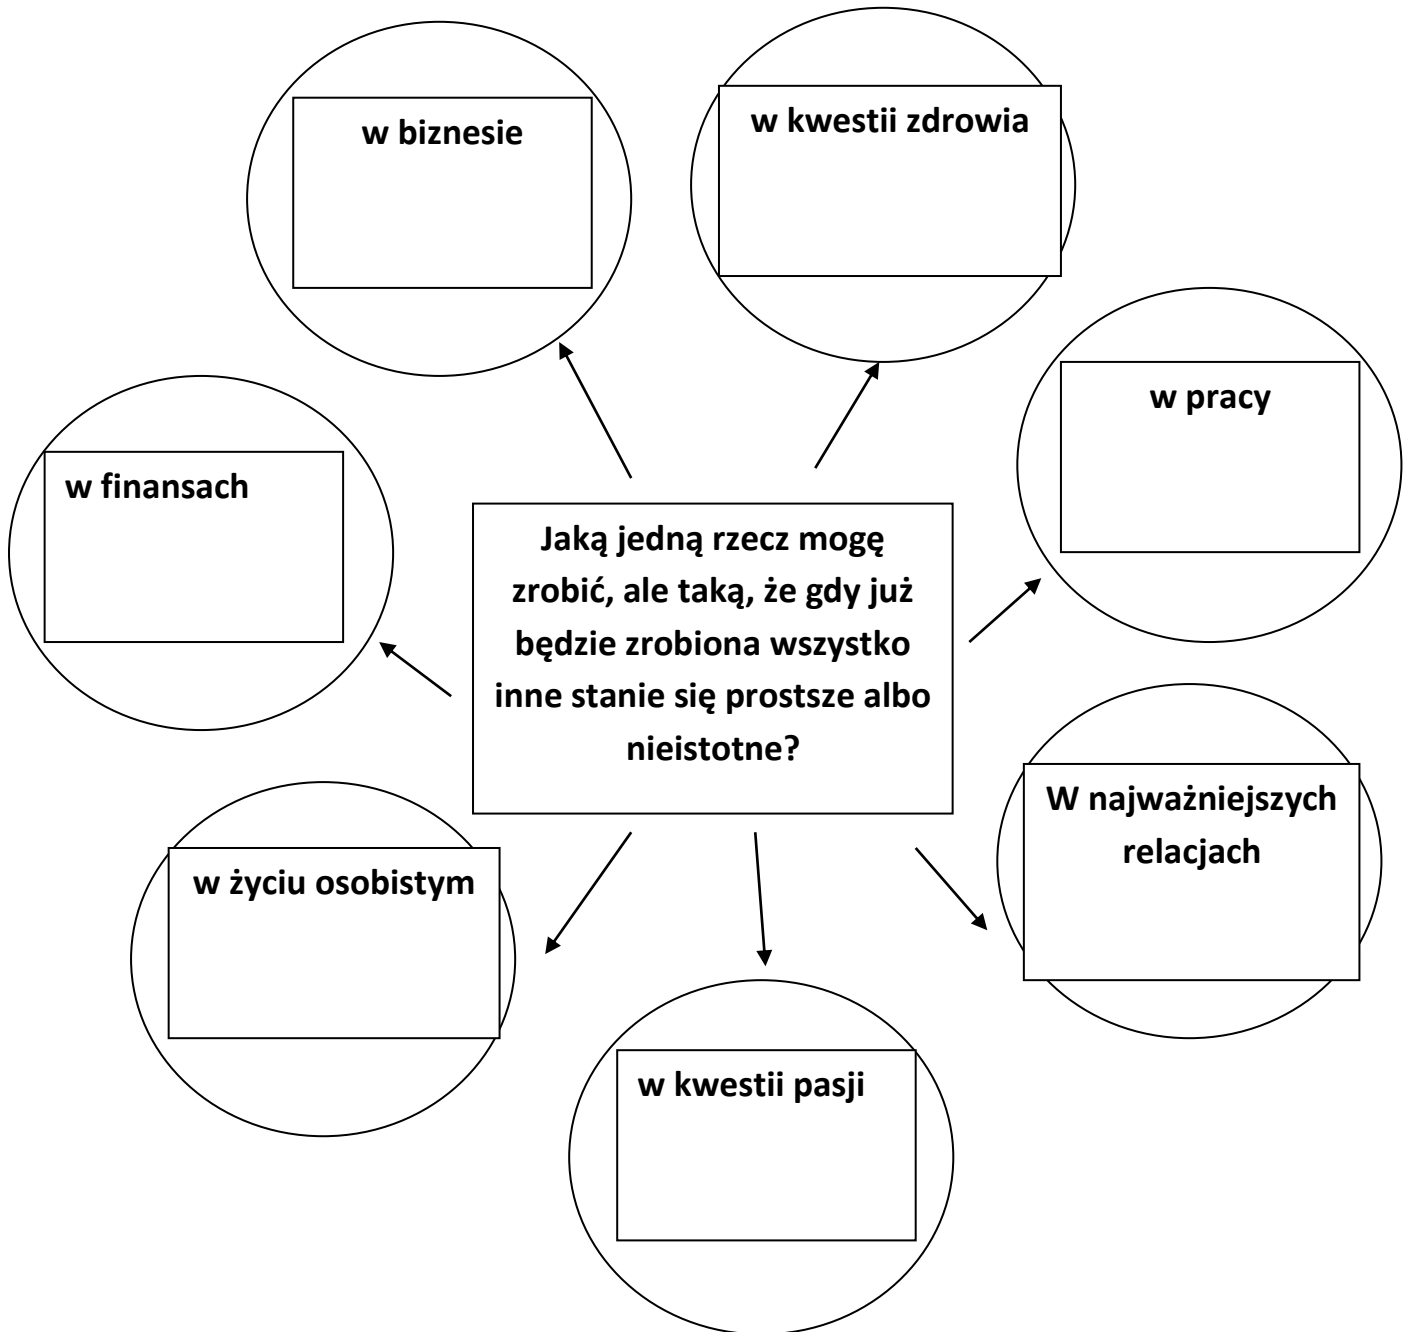 w biznesie
w kwestii zdrowia
w pracy
w finansach
Jaką jedną rzecz mogę
zrobić, ale taką, że gdy już
będzie zrobiona wszystko
inne stanie się prostsze albo
nieistotne?
W najważniejszych
relacjach
w życiu osobistym
w kwestii pasji